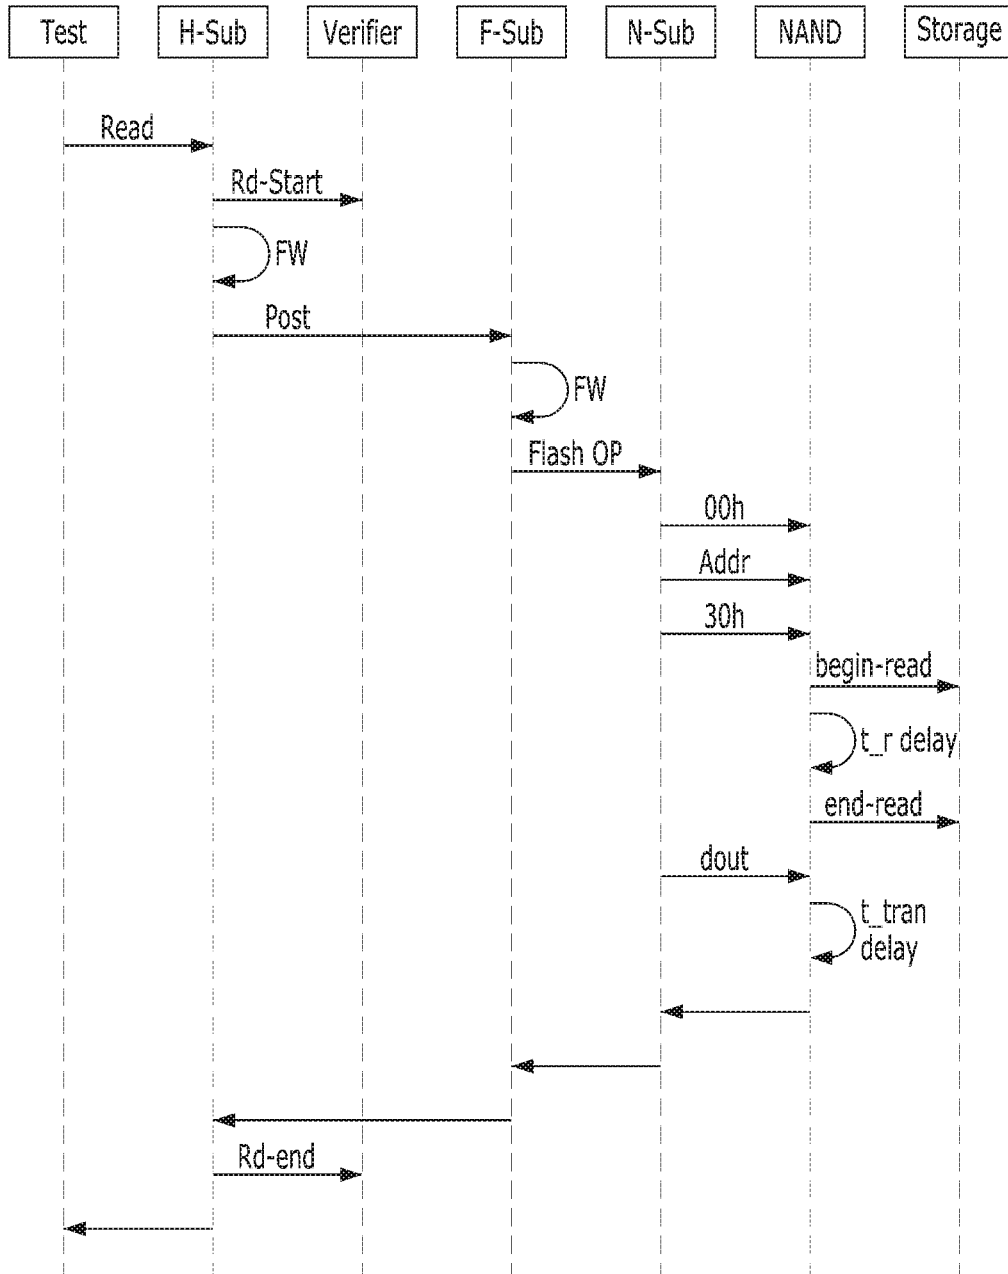 Test H-Sub Verifier F-Sub N-Sub NAND Storage
Read
Rd-Start
FW
Post
FW
Flash OP
00h
Addr
30h
begin-read
t_r delay
end-read
dout
t_tran
delay
Rd-end